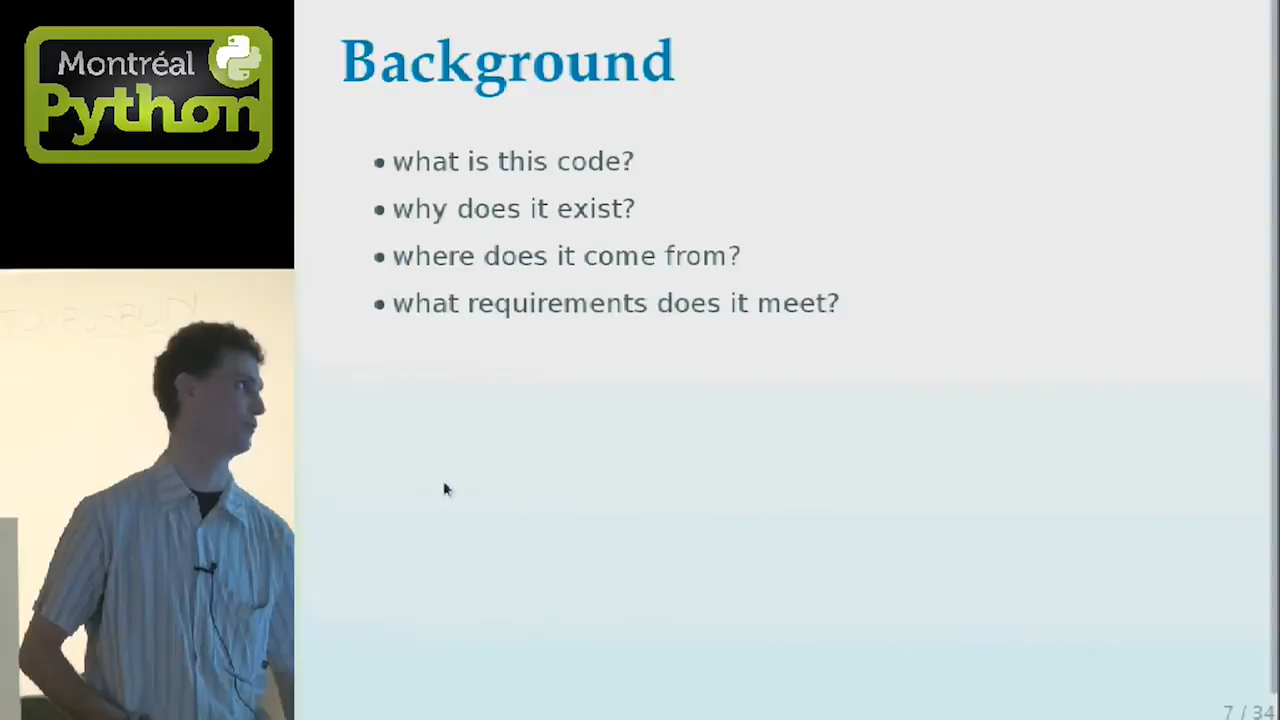 Montréal
Python
Background
• what is this code?
• why does it exist?
• where does it come from?
• what requirements does it meet?
7 / 34